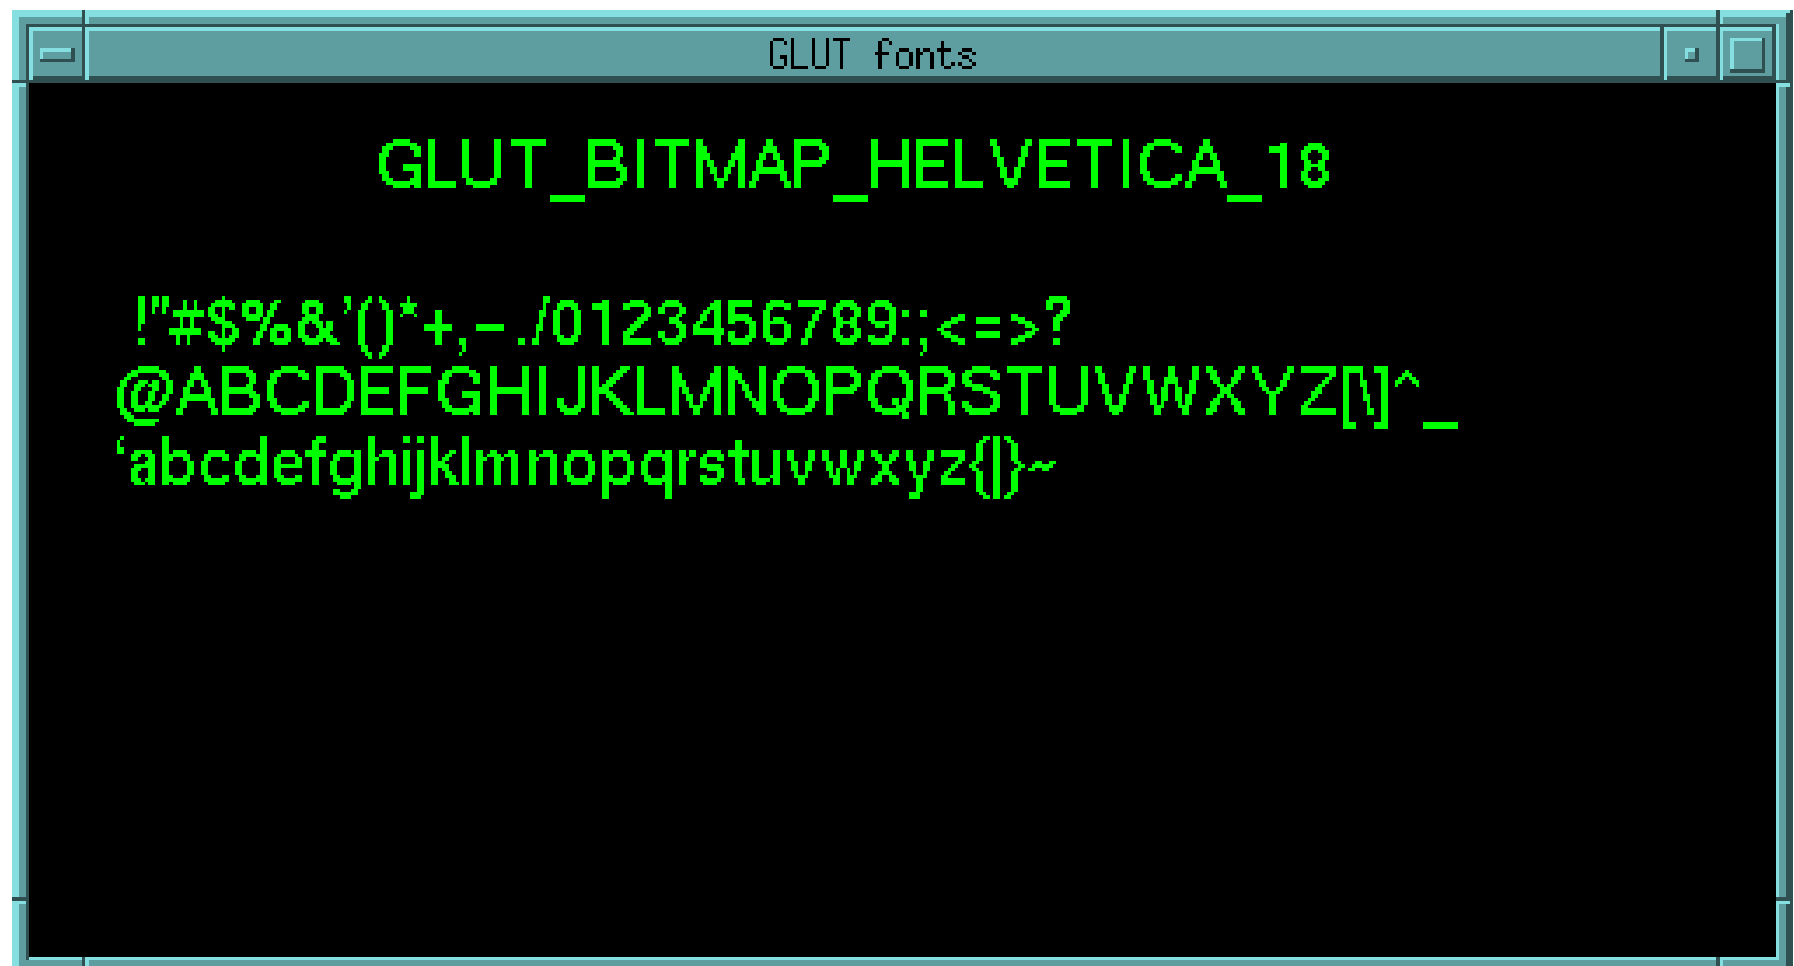 GLUT fonts
GLUT_BITMAP_HELVETICA_18
!"#$%&'()*+,-./0123456789:;<=>?
@ABCDEFGHIJKLMNOPQRSTUVWXYZ[\]^_
`abcdefghijklmnopqrstuvwxyz{|}~